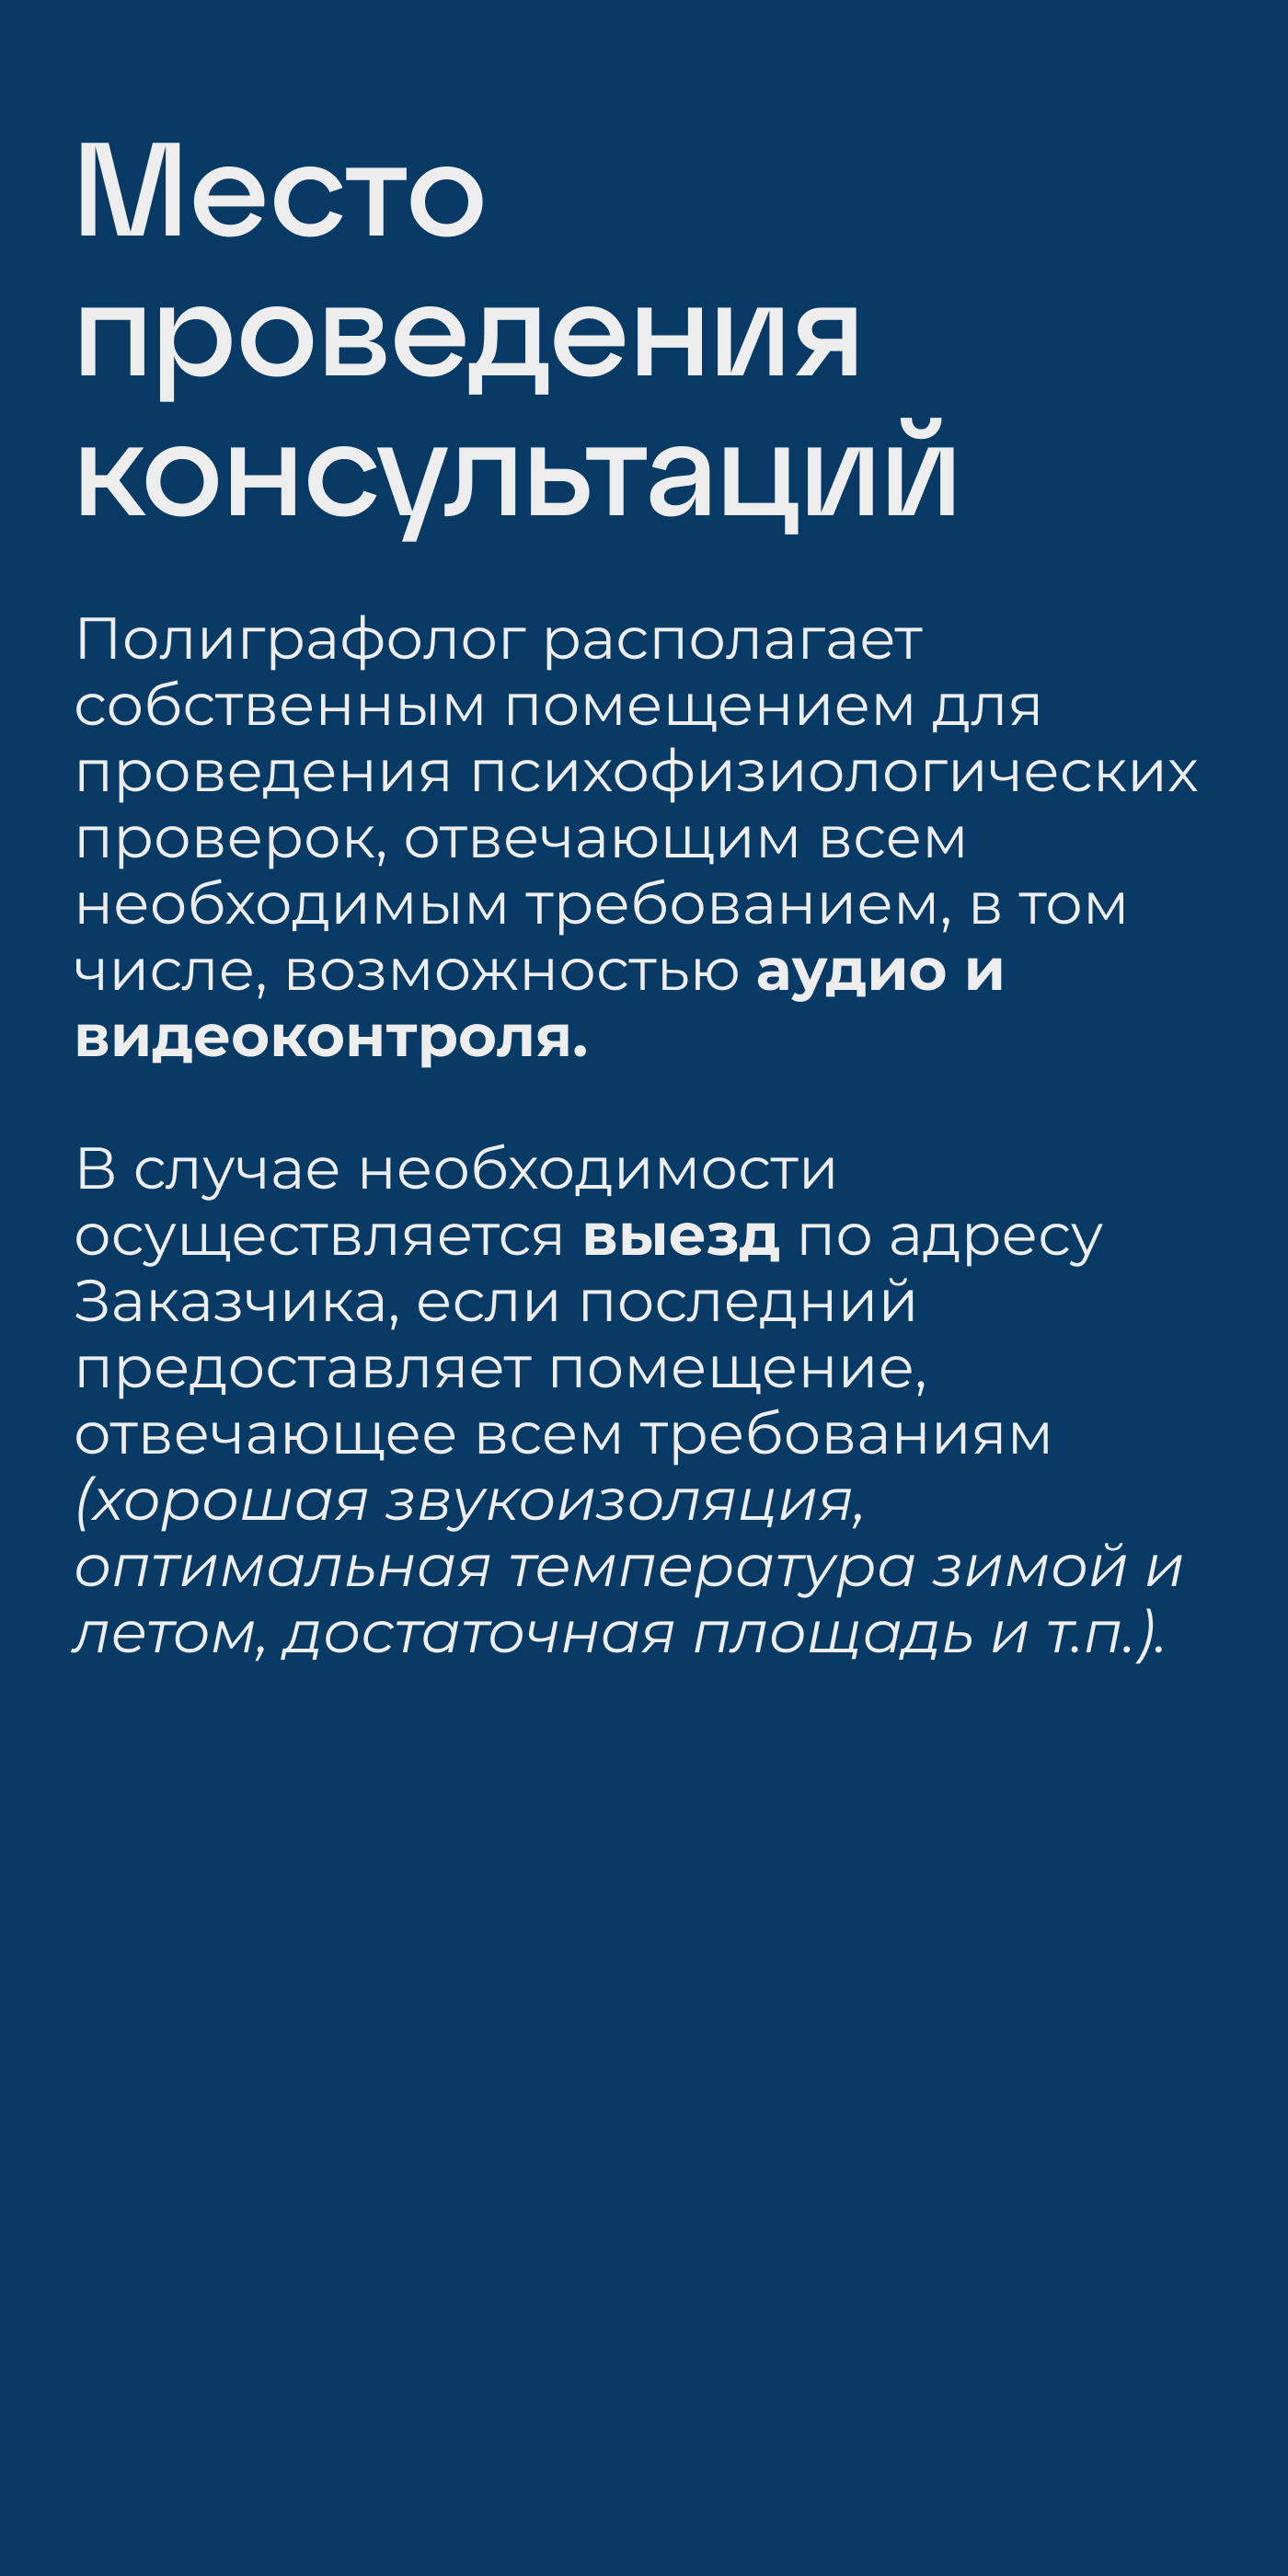 Место
проведения
консультаций
Полиграфолог располагает
собственным помещением для
проведения психофизиологических
проверок, отвечающим всем
необходимым требованием, в том
числе, возможностью аудио и
видеоконтроля.
В случае необходимости
осуществляется выезд по адресу
Заказчика, если последний
предоставляет помещение,
отвечающее всем требованиям
(хорошая звукоизоляция,
оптимальная температура зимой и
летом, достаточная площадь и т.п.).